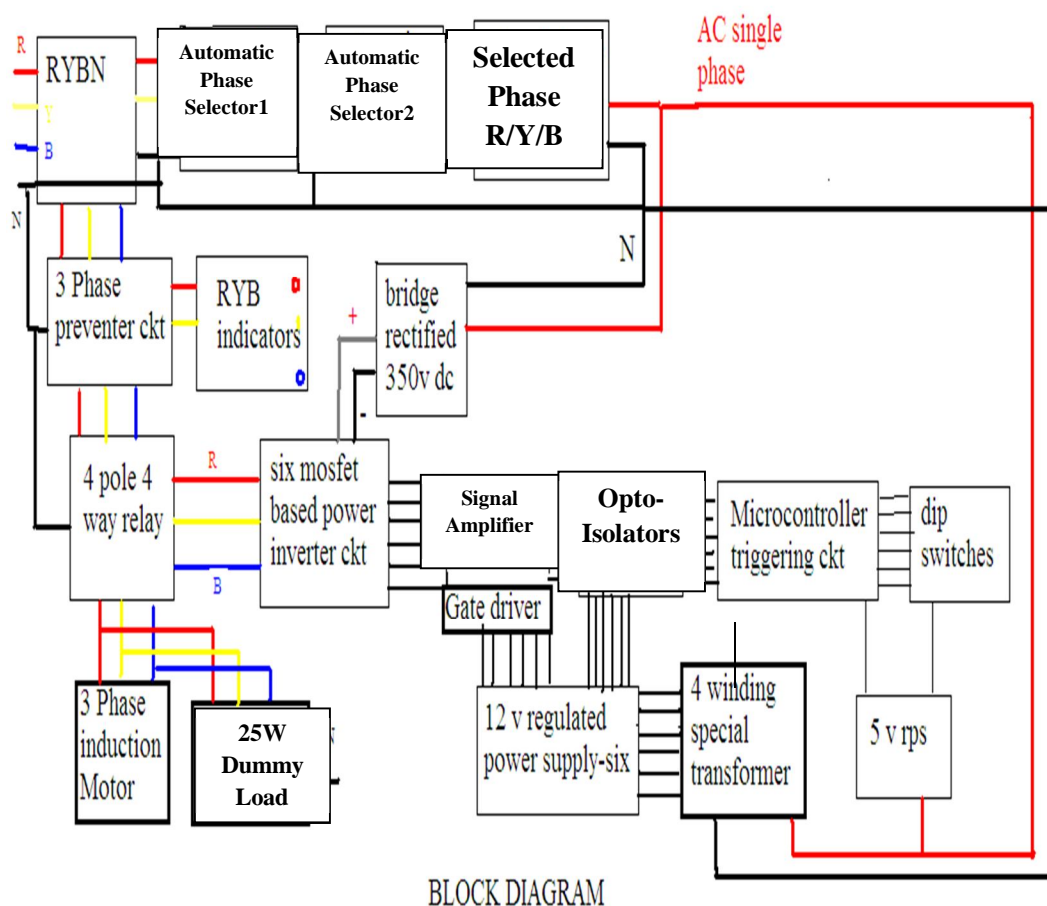 R
RYBN
Y
B
N
Automatic
Phase
Selector1
Automatic
Phase
Selector2
Selected
Phase
R/Y/B
AC single
phase
N
3 Phase
preventer ckt
RYB
indicators
bridge
rectified
350v dc
+
-
4 pole 4
way relay
R
B
six mosfet
based power
inverter ckt
Signal
Amplifier
Opto-
Isolators
Microcontroller
triggering ckt
dip
switches
Gate driver
3 Phase
induction
Motor
25W
Dummy
Load
12 v regulated
power supply-six
4 winding
special
transformer
5 v rps
BLOCK DIAGRAM